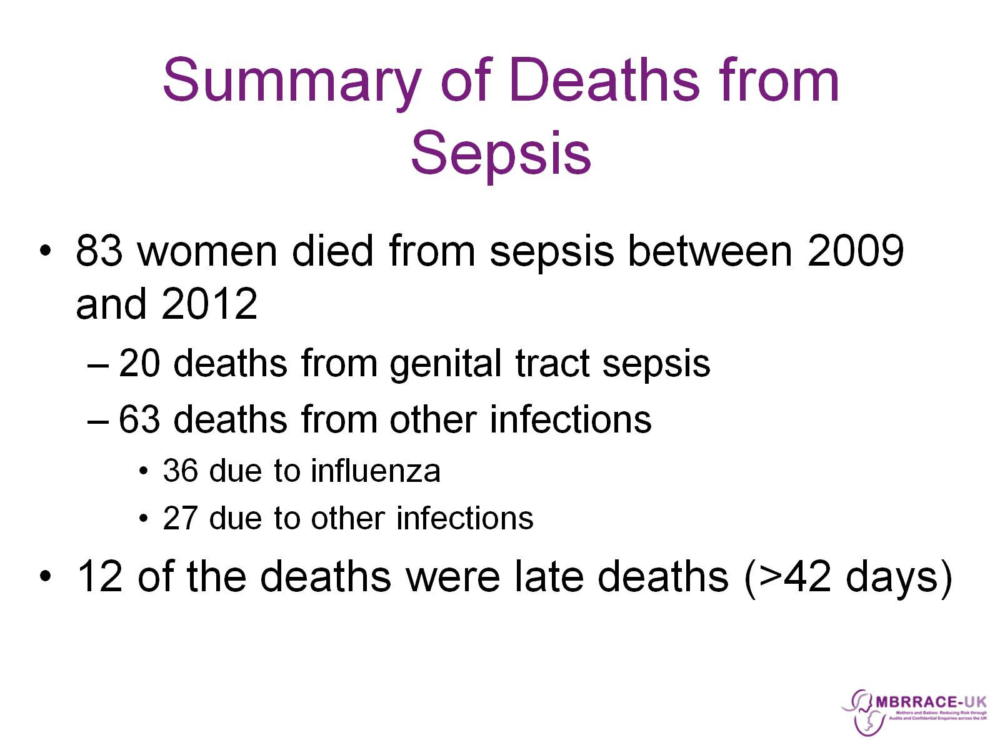 Summary of Deaths from
Sepsis
• 83 women died from sepsis between 2009
and 2012
– 20 deaths from genital tract sepsis
– 63 deaths from other infections
• 36 due to influenza
• 27 due to other infections
• 12 of the deaths were late deaths (>42 days)
MBRRACE-UK
Mothers and Babies: Reducing Risk through
Audits and Confidential Enquiries across the UK